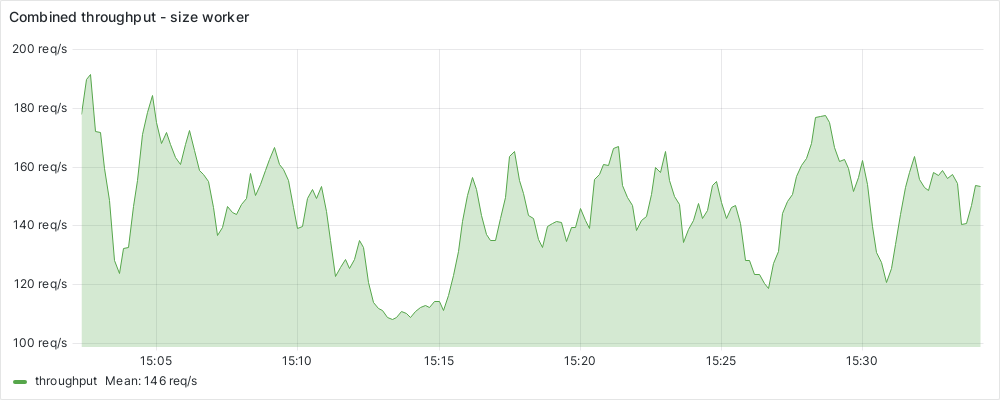 Combined throughput - size worker
200 req/s
180 req/s
160 req/s
140 req/s
120 req/s
100 req/s
15:05 15:10 15:15 15:20 15:25 15:30
throughput Mean: 146 req/s